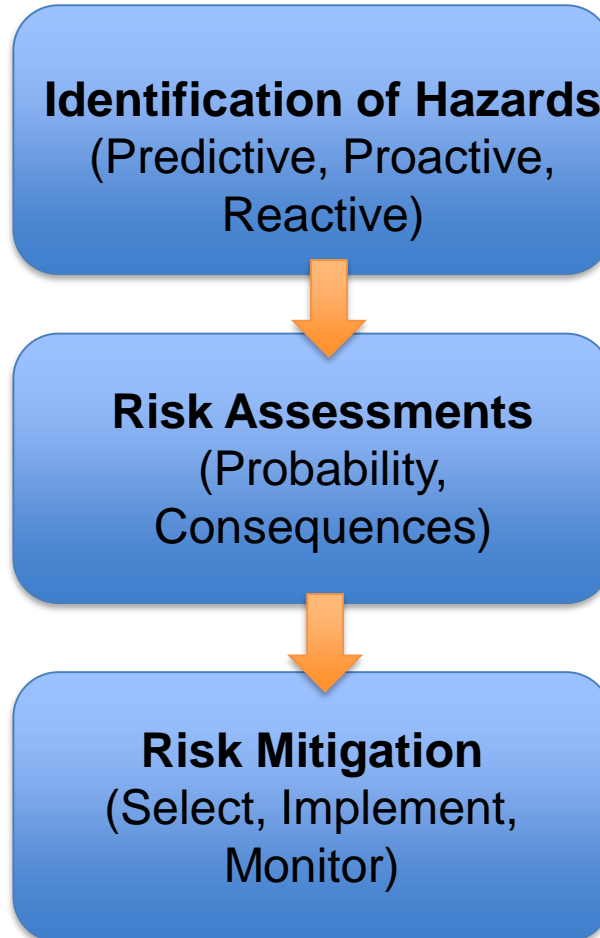 Identification of Hazards
(Predictive, Proactive,
Reactive)
Risk Assessments
(Probability,
Consequences)
Risk Mitigation
(Select, Implement,
Monitor)